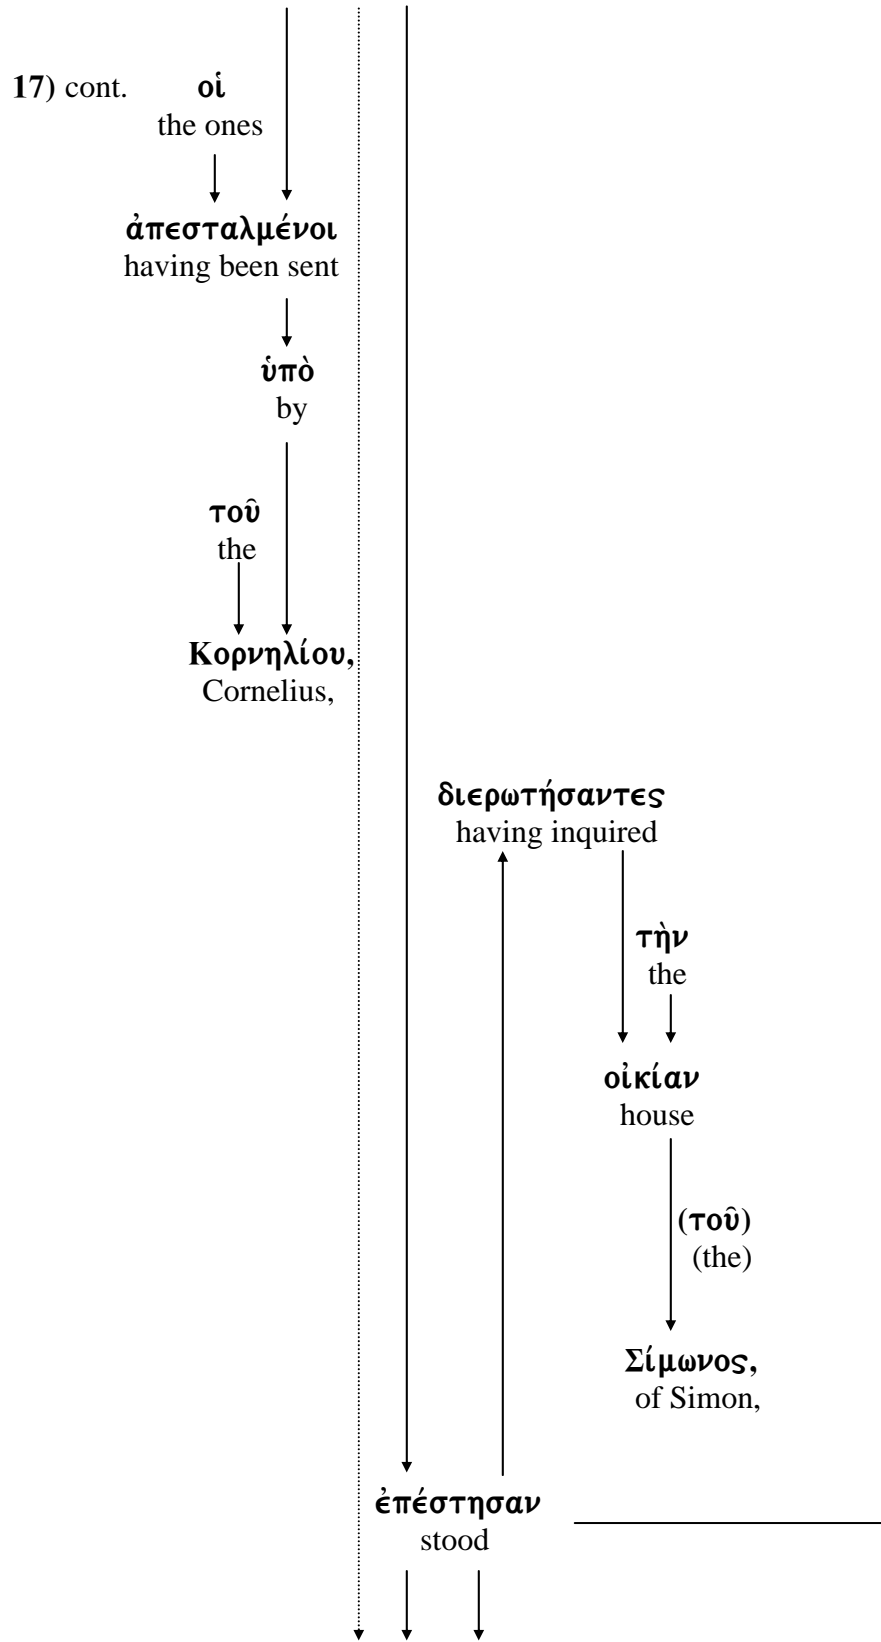 17) cont. οἱ
the ones
ἀπεσταλμένοι
having been sent
ὑπὸ
by
τοῦ
the
Κορνηλίου,
Cornelius,
διερωτήσαντες
having inquired
τὴν
the
οἰκίαν
house
(τοῦ)
(the)
Σίμωνος,
of Simon,
ἐπέστησαν
stood